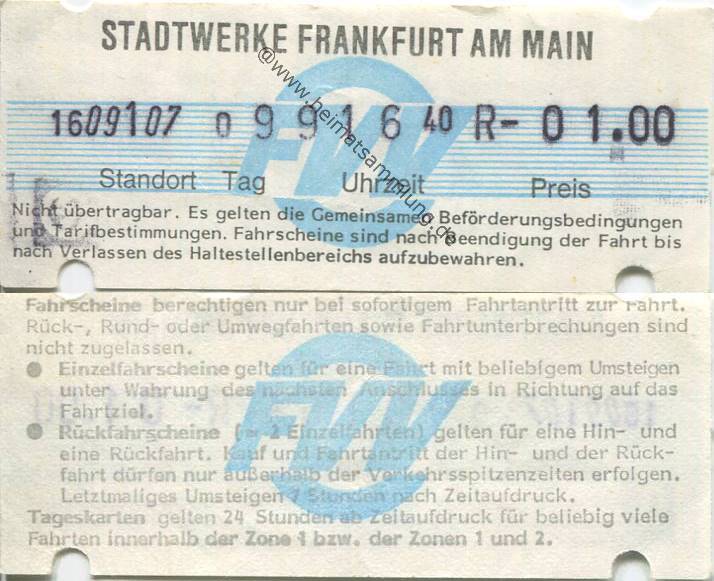 STADTWERKE FRANKFURT AM MAIN
1609107 0 991 6 40 R- 0 1.00
Standort Tag Uhrzeit Preis
FVV
Nicht übertragbar. Es gelten die Gemeinsamen Beförderungsbedingungen
und Tarifbestimmungen. Fahrscheine sind nach Beendigung der Fahrt bis
nach Verlassen des Haltestellenbereichs aufzubewahren.
@www.heimatsammlung.de
Fahrscheine berechtigen nur bei sofortigem Fahrtantritt zur Fahrt.
Rück-, Rund- oder Umwegfahrten sowie Fahrtunterbrechungen sind
nicht zugelassen.
● Einzelfahrscheine gelten für eine Fahrt mit beliebigem Umsteigen
unter Wahrung des nächsten Anschlusses in Richtung auf das
Fahrtziel.
● Rückfahrscheine (= 2 Einzelfahrten) gelten für eine Hin- und
eine Rückfahrt. Kauf und Fahrtantritt der Hin- und der Rück-
fahrt dürfen nur außerhalb der Verkehrsspitzenzeiten erfolgen.
Letztmaliges Umsteigen 7 Stunden nach Zeitaufdruck.
Tageskarten gelten 24 Stunden ab Zeitaufdruck für beliebig viele
Fahrten innerhalb der Zone 1 bzw. der Zonen 1 und 2.
FVV